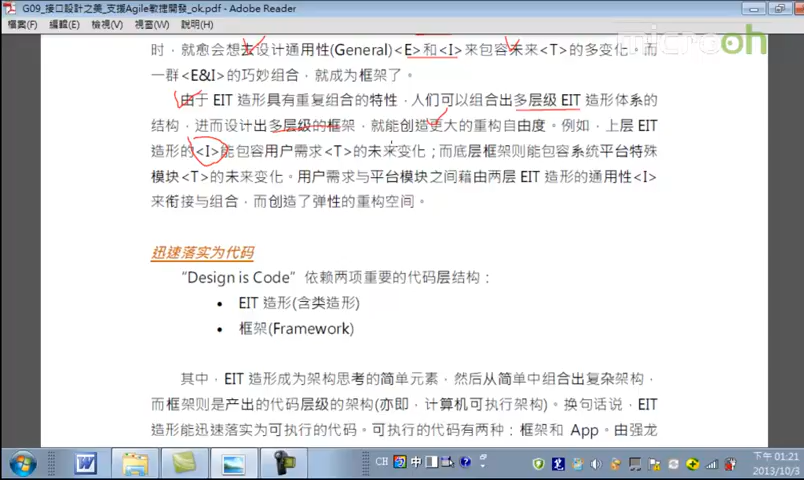 G09_接口設計之美_支援Agile敏捷開發_ok.pdf - Adobe Reader
檔案(F) 編輯(E) 檢視(V) 視窗(W) 說明(H)
microoh
时，就愈会想去设计通用性(General)<E>和<I>来包容未来<T>的多变化。而
一群<E&I>的巧妙组合，就成为框架了。
由于 EIT 造形具有重复组合的特性，人们可以组合出多层级 EIT 造形体系的
结构，进而设计出多层级的框架，就能创造更大的重构自由度。例如，上层 EIT
造形的<I>能包容用户需求<T>的未来变化；而底层框架则能包容系统平台特殊
模块<T>的未来变化。用户需求与平台模块之间藉由两层 EIT 造形的通用性<I>
来衔接与组合，而创造了弹性的重构空间。
迅速落实为代码
“Design is Code” 依赖两项重要的代码层结构：
• EIT 造形(含类造形)
• 框架(Framework)
其中，EIT 造形成为架构思考的简单元素，然后从简单中组合出复杂架构，
而框架则是产出的代码层级的架构(亦即，计算机可执行架构)。换句话说，EIT
造形能迅速落实为可执行的代码。可执行的代码有两种：框架和 App。由强龙
CH 中
下午 01:21
2013/10/3